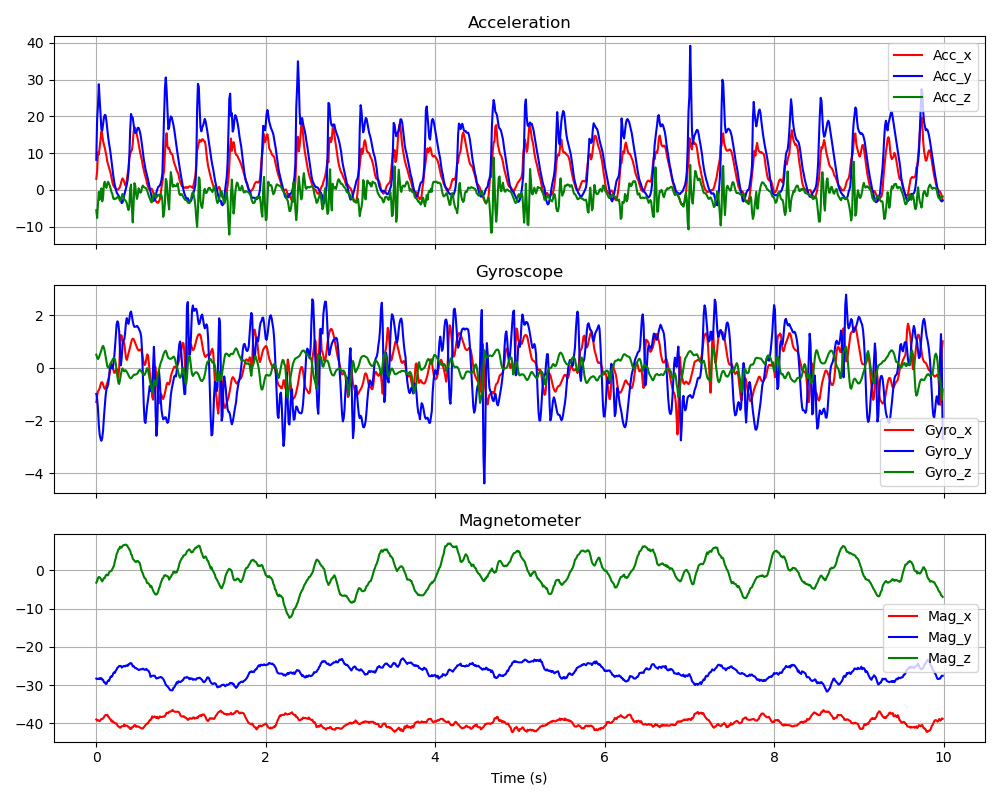 Acceleration
40
30
20
10
0
−10
Acc_x
Acc_y
Acc_z
Gyroscope
2
0
−2
−4
Gyro_x
Gyro_y
Gyro_z
Magnetometer
0
−10
−20
−30
−40
Mag_x
Mag_y
Mag_z
0 2 4 6 8 10
Time (s)